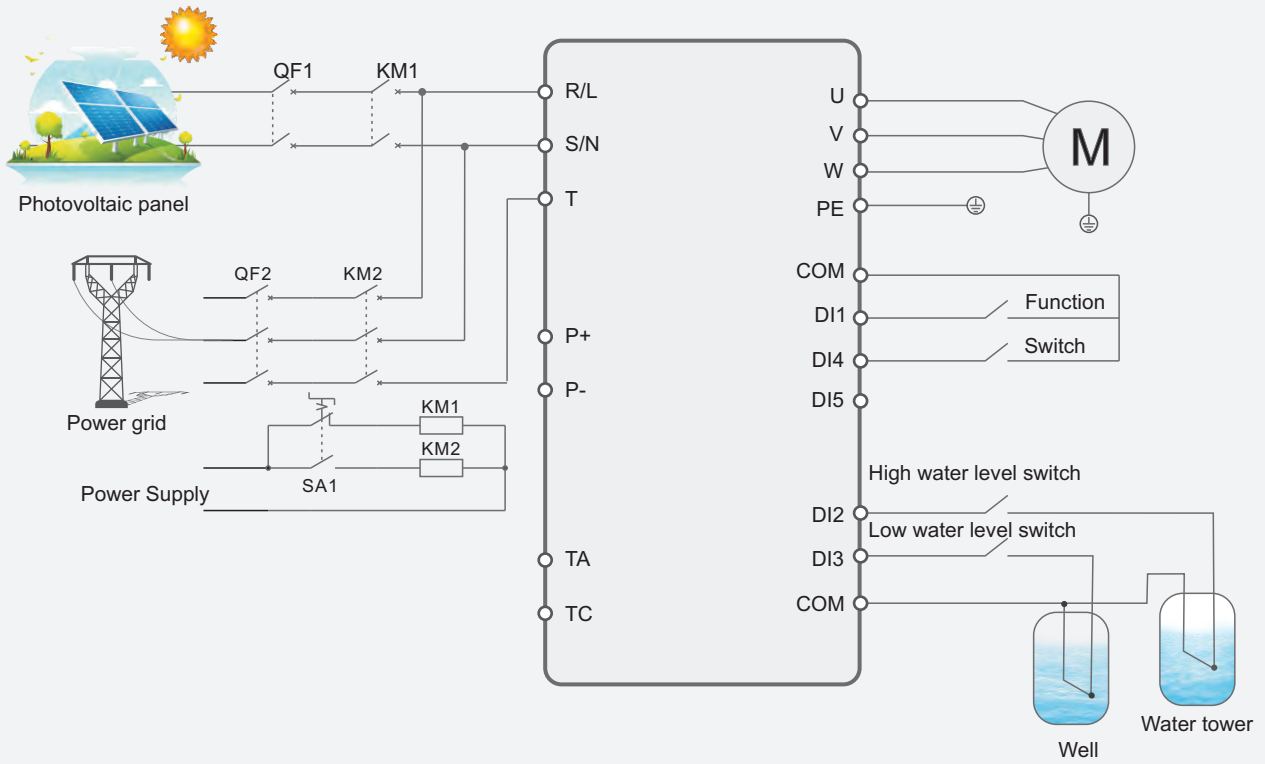 QF1
KM1
R/L
S/N
T
Photovoltaic panel
QF2
KM2
Power grid
P+
P-
KM1
KM2
SA1
Power Supply
TA
TC
U
V
W
PE
M
COM
DI1
Function
DI4
Switch
DI5
High water level switch
DI2
Low water level switch
DI3
COM
Water tower
Well